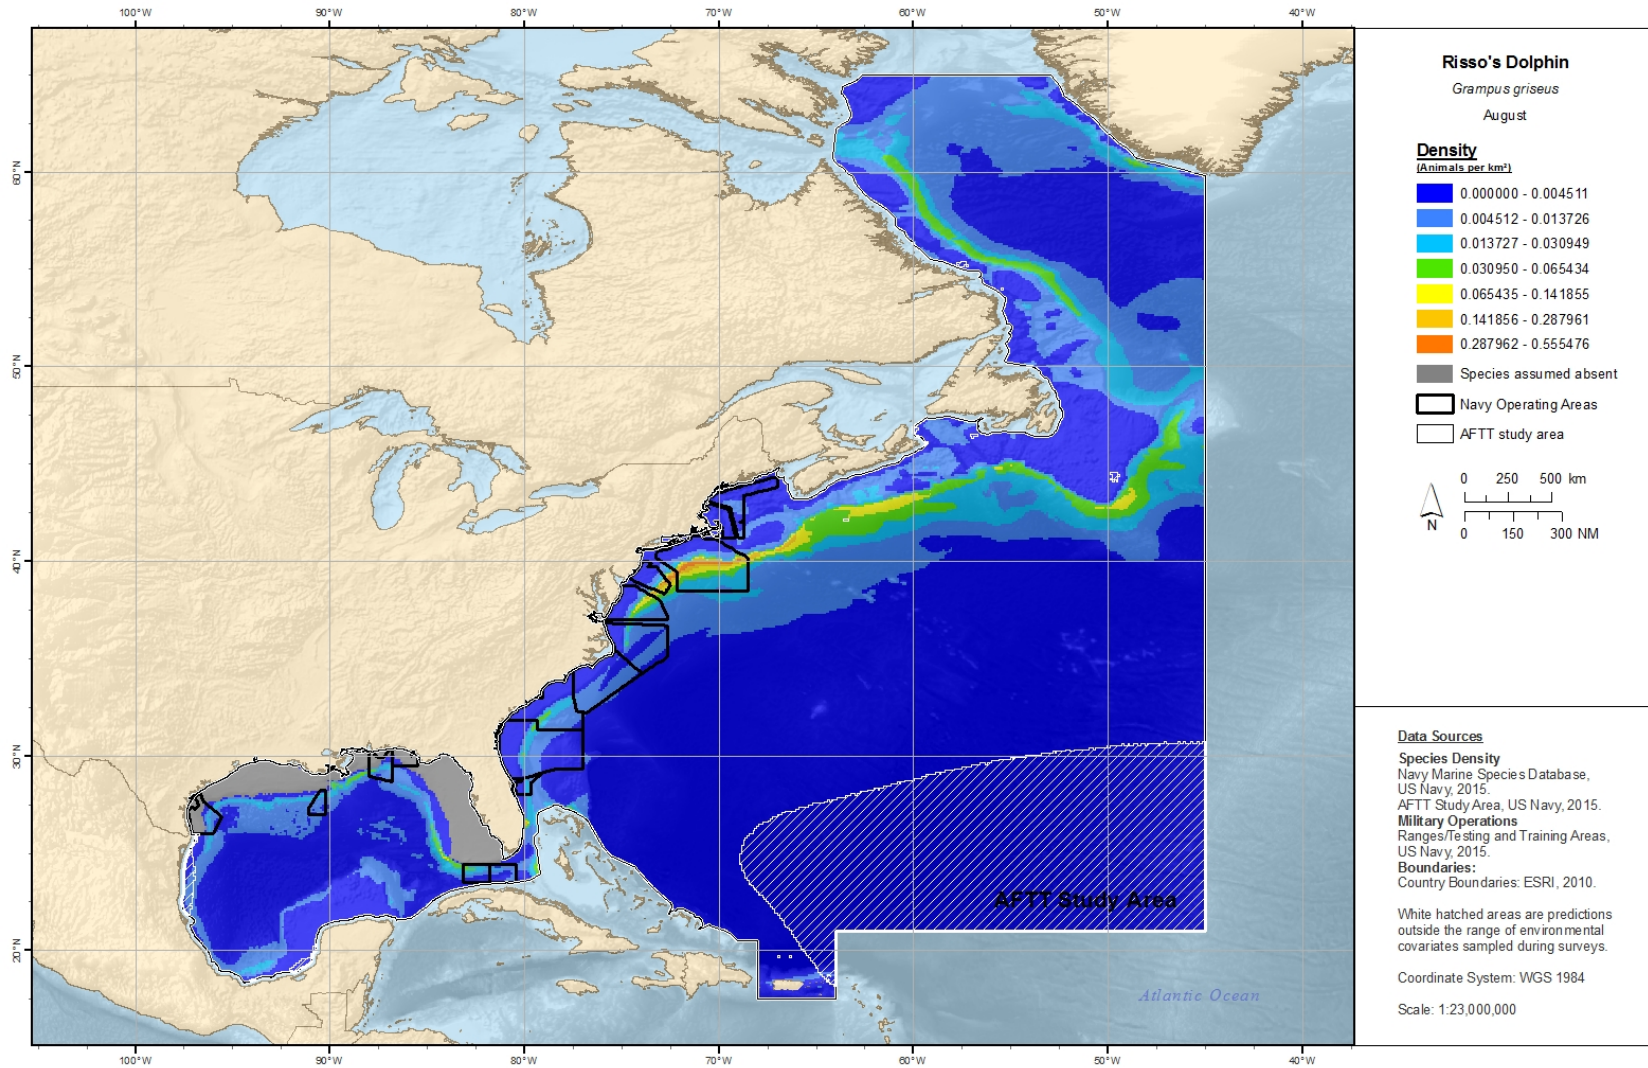 100°W
90°W
80°W
70°W
60°W
50°W
40°W
60°N
50°N
40°N
30°N
20°N
100°W
90°W
80°W
70°W
60°W
50°W
40°W
AFTT Study Area
Atlantic Ocean
Risso's Dolphin
Grampus griseus
August
Density
(Animals per km²)
0.000000 - 0.004511
0.004512 - 0.013726
0.013727 - 0.030949
0.030950 - 0.065434
0.065435 - 0.141855
0.141856 - 0.287961
0.287962 - 0.555476
Species assumed absent
Navy Operating Areas
AFTT study area
N
0 250 500 km
0 150 300 NM
Data Sources
Species Density
Navy Marine Species Database,
US Navy, 2015.
AFTT Study Area, US Navy, 2015.
Military Operations
Ranges/Testing and Training Areas,
US Navy, 2015.
Boundaries:
Country Boundaries: ESRI, 2010.
White hatched areas are predictions
outside the range of environmental
covariates sampled during surveys.
Coordinate System: WGS 1984
Scale: 1:23,000,000